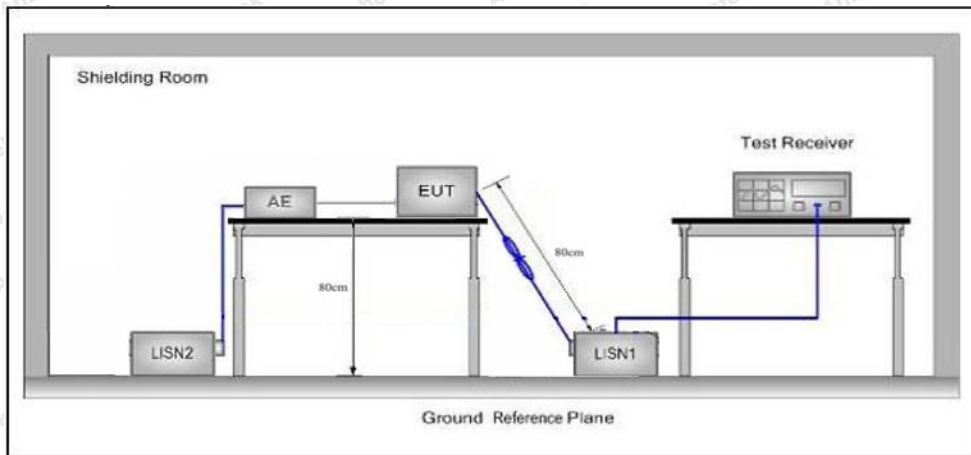 Shielding Room
Test Receiver
AE
EUT
80cm
80cm
LISN2
LISN1
Ground Reference Plane